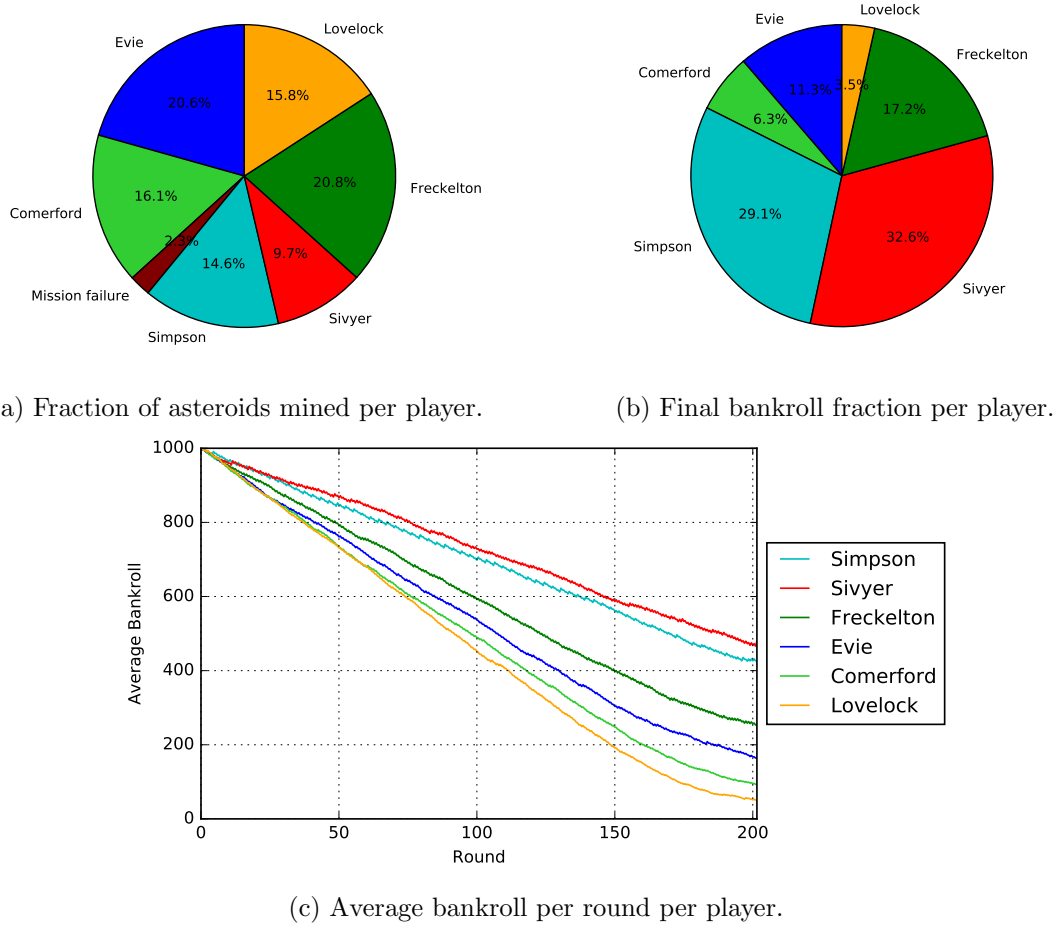 Lovelock
Evie
15.8%
20.6%
20.8%
Freckelton
16.1%
Comerford
2.3%
14.6%
9.7%
Mission failure
Simpson
Sivyer
a) Fraction of asteroids mined per player.
Lovelock
Evie
Freckelton
Comerford
11.3%
3.5%
17.2%
6.3%
29.1%
32.6%
Simpson
Sivyer
(b) Final bankroll fraction per player.
1000
800
600
400
200
0
Average Bankroll
0 50 100 150 200
Round
Simpson
Sivyer
Freckelton
Evie
Comerford
Lovelock
(c) Average bankroll per round per player.